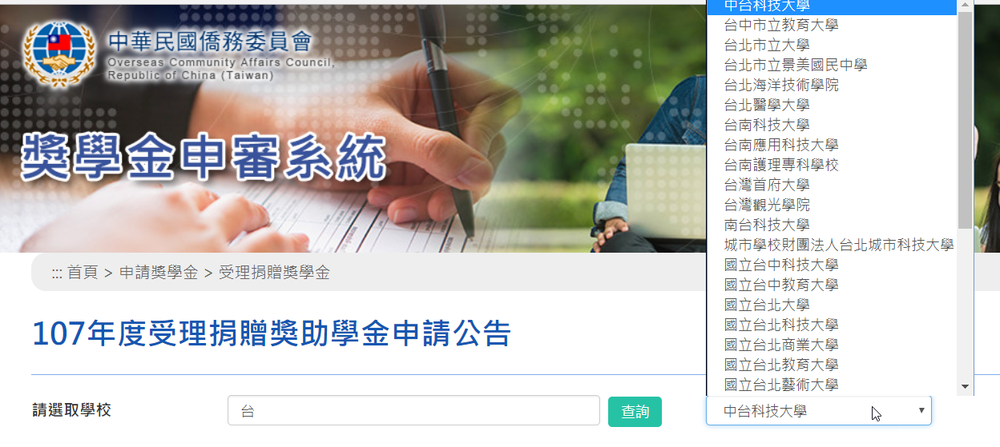 中華民國僑務委員會
Overseas Community Affairs Council,
Republic of China (Taiwan)
獎學金申審系統
::: 首頁 > 申請獎學金 > 受理捐贈獎學金
107年度受理捐贈獎助學金申請公告
請選取學校
台
查詢
中台科技大學
台中市立教育大學
台北市立大學
台北市立景美國民中學
台北海洋技術學院
台北醫學大學
台南科技大學
台南應用科技大學
台南護理專科學校
台灣首府大學
台灣觀光學院
南台科技大學
城市學校財團法人台北城市科技大學
國立台中科技大學
國立台中教育大學
國立台北大學
國立台北科技大學
國立台北商業大學
國立台北教育大學
國立台北藝術大學
中台科技大學